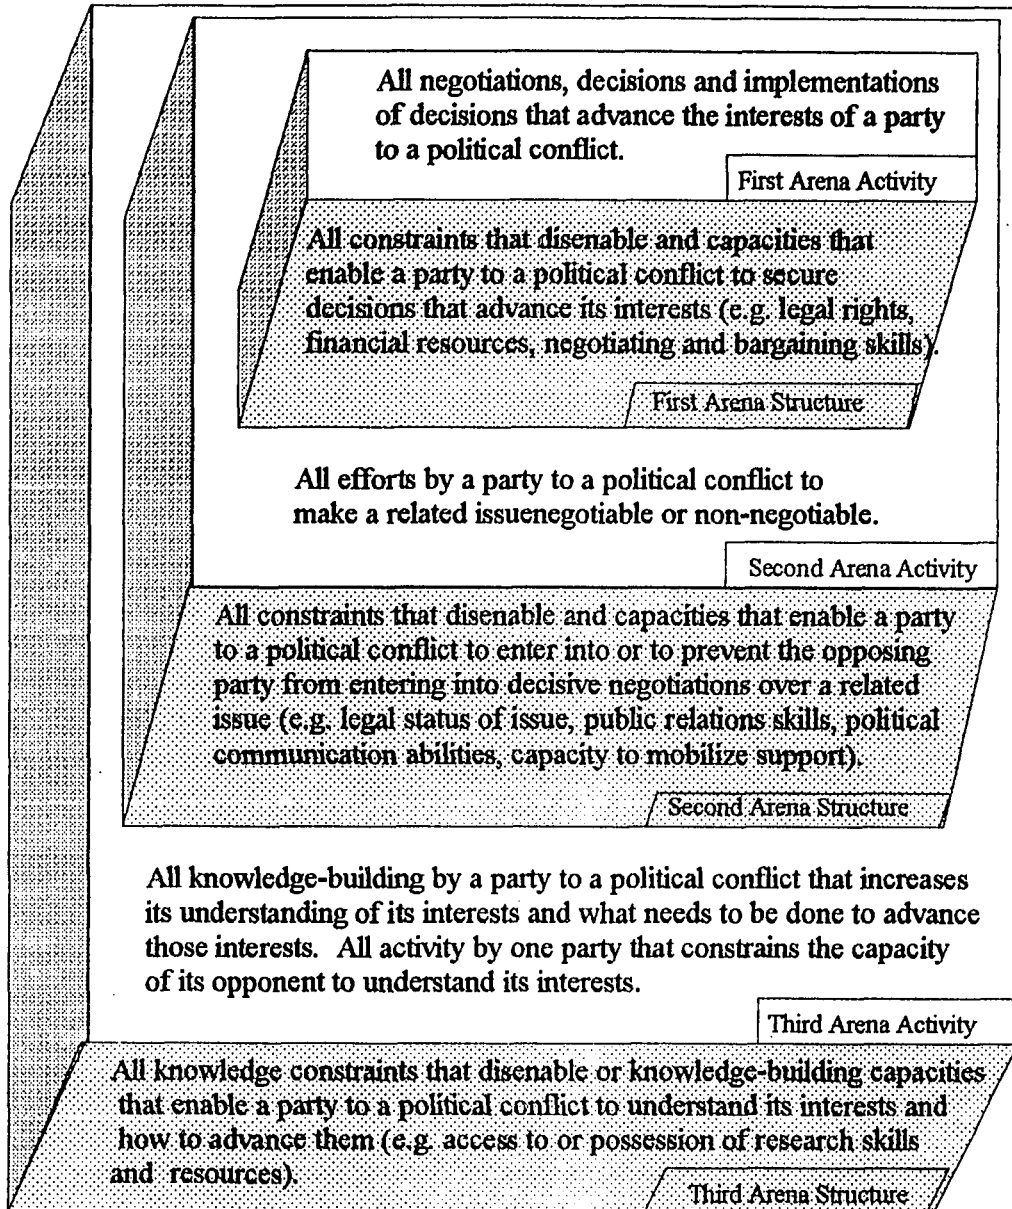 All negotiations, decisions and implementations
of decisions that advance the interests of a party
to a political conflict.
First Arena Activity
All constraints that disenable and capacities that
enable a party to a political conflict to secure
decisions that advance its interests (e.g. legal rights,
financial resources, negotiating and bargaining skills).
First Arena Structure
All efforts by a party to a political conflict to
make a related issuenegotiable or non-negotiable.
Second Arena Activity
All constraints that disenable and capacities that enable a party
to a political conflict to enter into or to prevent the opposing
party from entering into decisive negotiations over a related
issue (e.g. legal status of issue, public relations skills, political
communication abilities, capacity to mobilize support).
Second Arena Structure
All knowledge-building by a party to a political conflict that increases
its understanding of its interests and what needs to be done to advance
those interests. All activity by one party that constrains the capacity
of its opponent to understand its interests.
Third Arena Activity
All knowledge constraints that disenable or knowledge-building capacities
that enable a party to a political conflict to understand its interests and
how to advance them (e.g. access to or possession of research skills
and resources).
Third Arena Structure